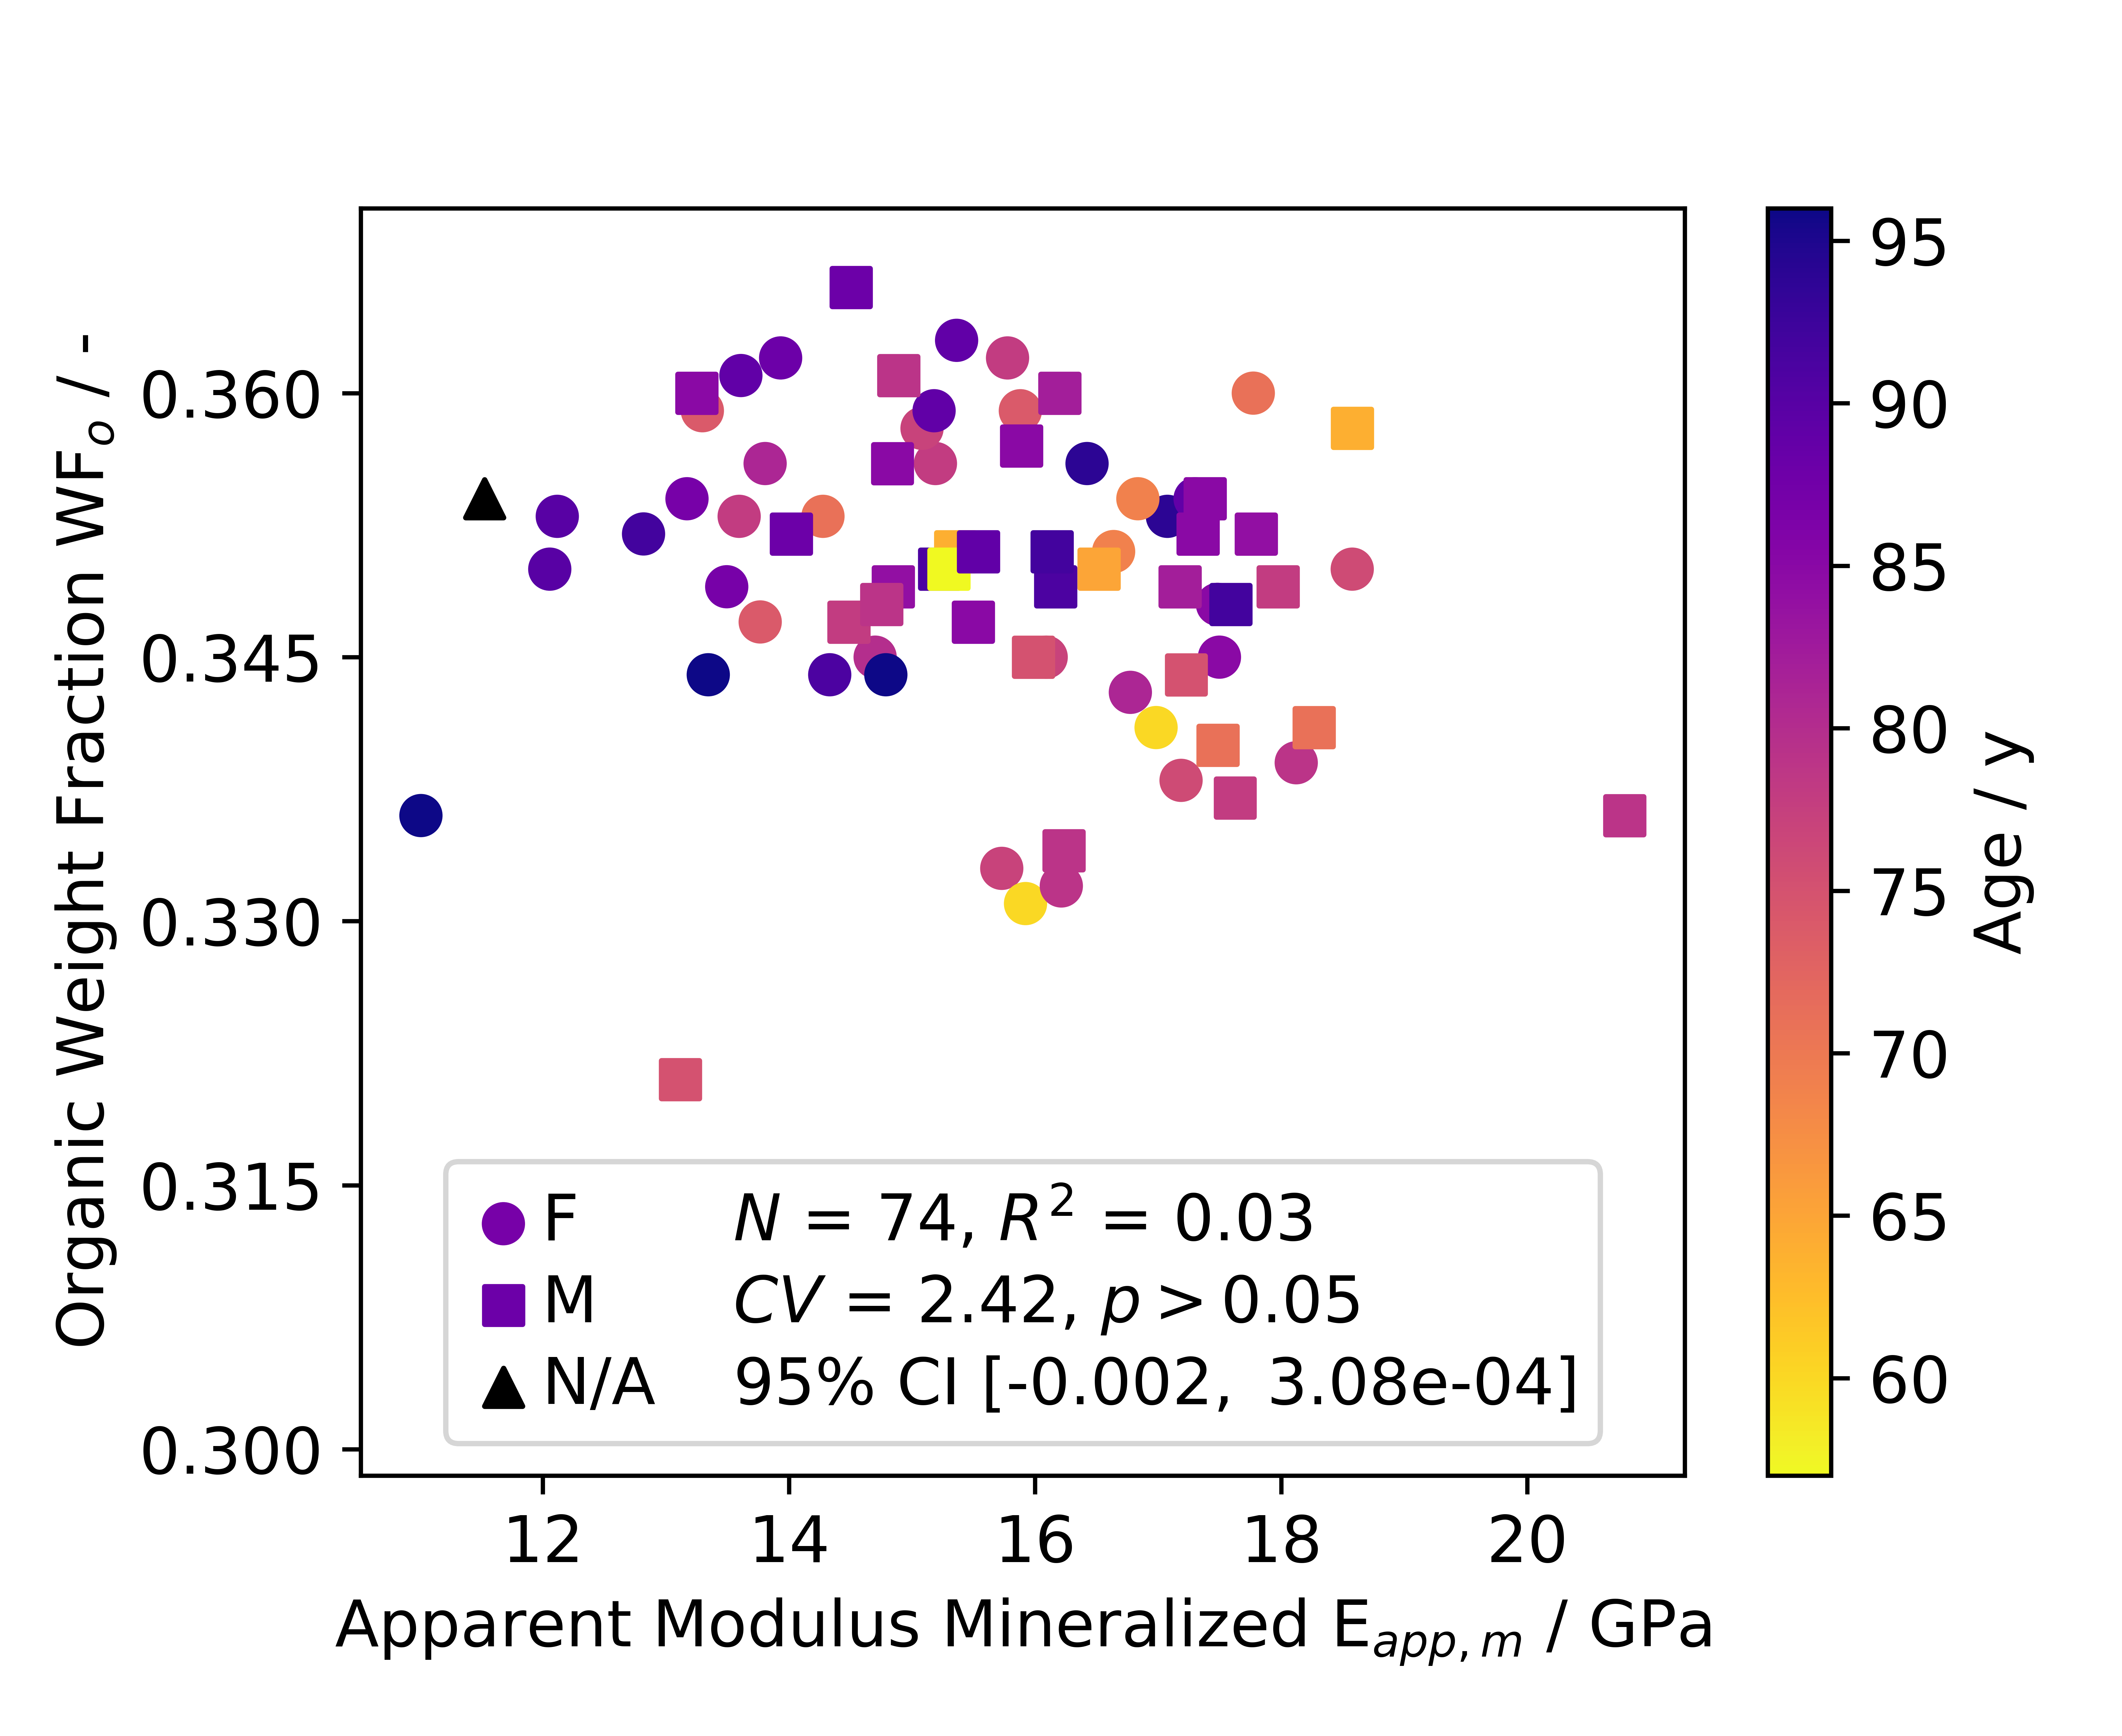 Organic Weight Fraction WFo / -
0.360
0.345
0.330
0.315
0.300
F N = 74, R² = 0.03
M CV = 2.42, p > 0.05
N/A 95% CI [-0.002, 3.08e-04]
12 14 16 18 20
Apparent Modulus Mineralized Eapp, m / GPa
95
90
85
80
75
70
65
60
Age / y